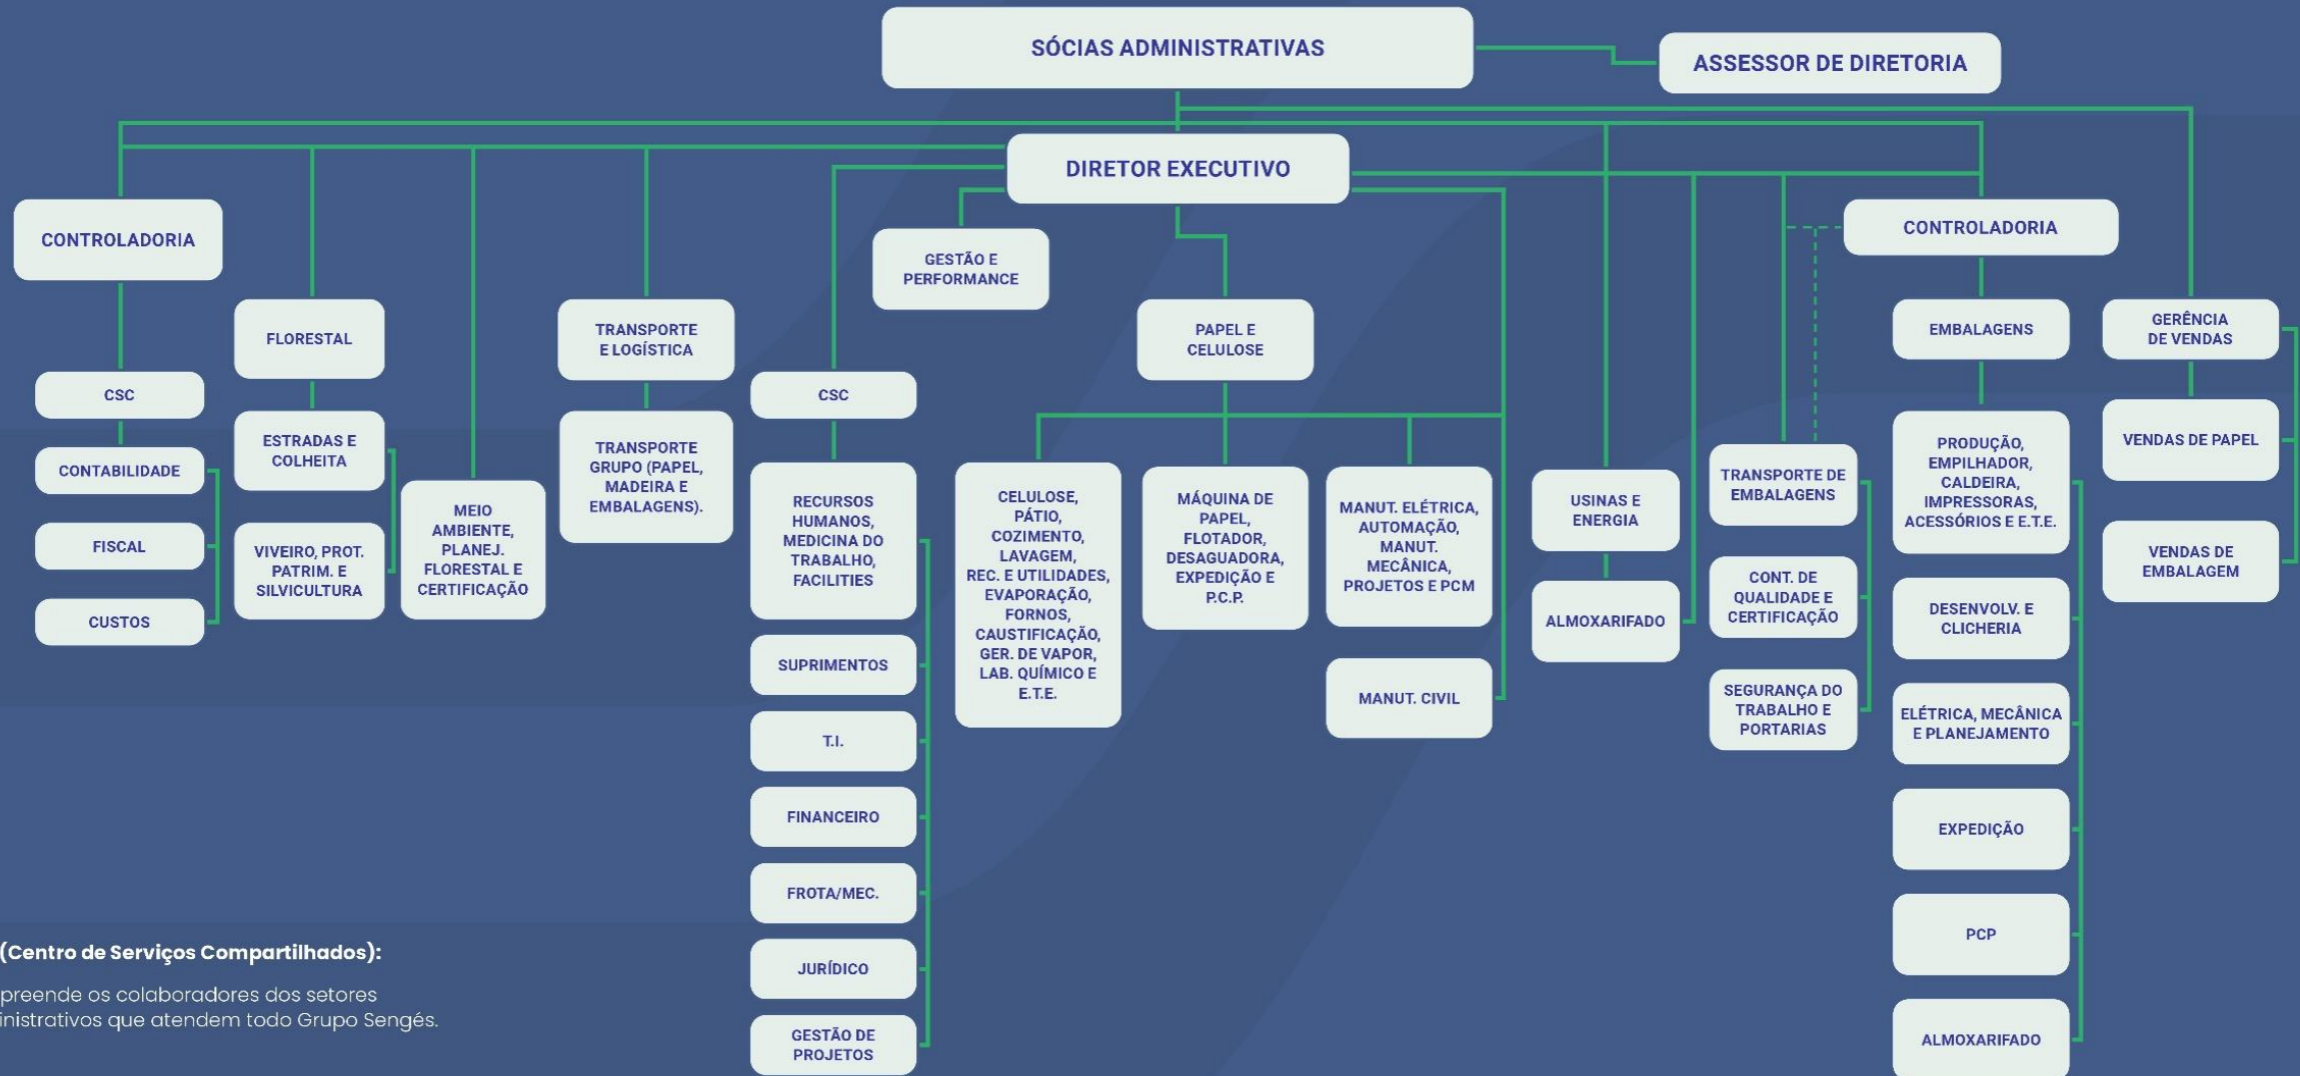 SÓCIAS ADMINISTRATIVAS
ASSESSOR DE DIRETORIA
DIRETOR EXECUTIVO
CONTROLADORIA
CSC
CONTABILIDADE
FISCAL
CUSTOS
FLORESTAL
ESTRADAS E
COLHEITA
VIVEIRO, PROT.
PATRIM. E
SILVICULTURA
MEIO
AMBIENTE,
PLANEJ.
FLORESTAL E
CERTIFICAÇÃO
TRANSPORTE
E LOGÍSTICA
TRANSPORTE
GRUPO (PAPEL,
MADEIRA E
EMBALAGENS).
CSC
RECURSOS
HUMANOS,
MEDICINA DO
TRABALHO,
FACILITIES
SUPRIMENTOS
T.I.
FINANCEIRO
FROTA/MEC.
JURÍDICO
GESTÃO DE
PROJETOS
GESTÃO E
PERFORMANCE
PAPEL E
CELULOSE
CELULOSE,
PÁTIO,
COZIMENTO,
LAVAGEM,
REC. E UTILIDADES,
EVAPORAÇÃO,
FORNOS,
CAUSTIFICAÇÃO,
GER. DE VAPOR,
LAB. QUÍMICO E
E.T.E.
MÁQUINA DE
PAPEL,
FLOTADOR,
DESAGUADORA,
EXPEDIÇÃO E
P.C.P.
MANUT. ELÉTRICA,
AUTOMAÇÃO,
MANUT.
MECÂNICA,
PROJETOS E PCM
MANUT. CIVIL
USINAS E
ENERGIA
ALMOXARIFADO
TRANSPORTE DE
EMBALAGENS
CONT. DE
QUALIDADE E
CERTIFICAÇÃO
SEGURANÇA DO
TRABALHO E
PORTARIAS
CONTROLADORIA
EMBALAGENS
PRODUÇÃO,
EMPILHADOR,
CALDEIRA,
IMPRESSORAS,
ACESSÓRIOS E E.T.E.
DESENVOLV. E
CLICHERIA
ELÉTRICA, MECÂNICA
E PLANEJAMENTO
EXPEDIÇÃO
PCP
ALMOXARIFADO
GERÊNCIA
DE VENDAS
VENDAS DE PAPEL
VENDAS DE
EMBALAGEM
(Centro de Serviços Compartilhados):
preende os colaboradores dos setores
inistrativos que atendem todo Grupo Sengés.